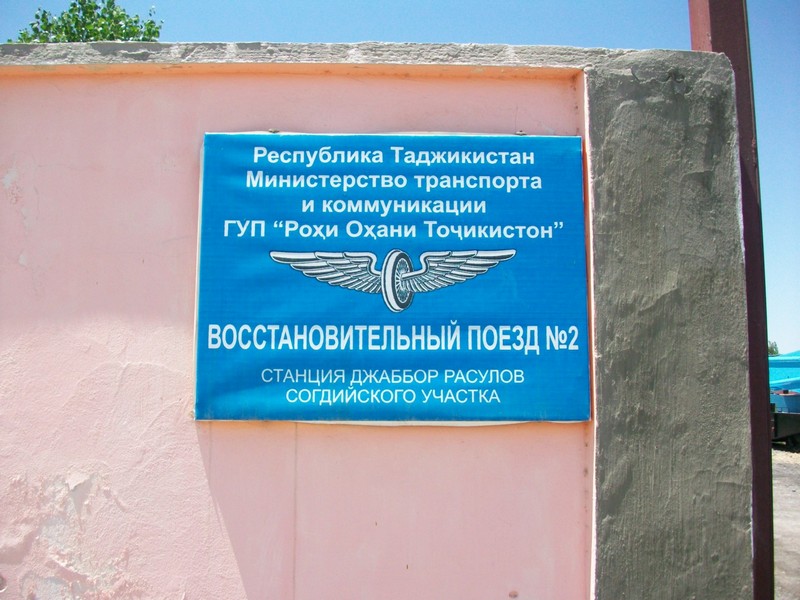 Республика Таджикистан
Министерство транспорта
и коммуникации
ГУП “Роҳи Оҳани Тоҷикистон”
ВОССТАНОВИТЕЛЬНЫЙ ПОЕЗД №2
СТАНЦИЯ ДЖАББОР РАСУЛОВ
СОГДИЙСКОГО УЧАСТКА